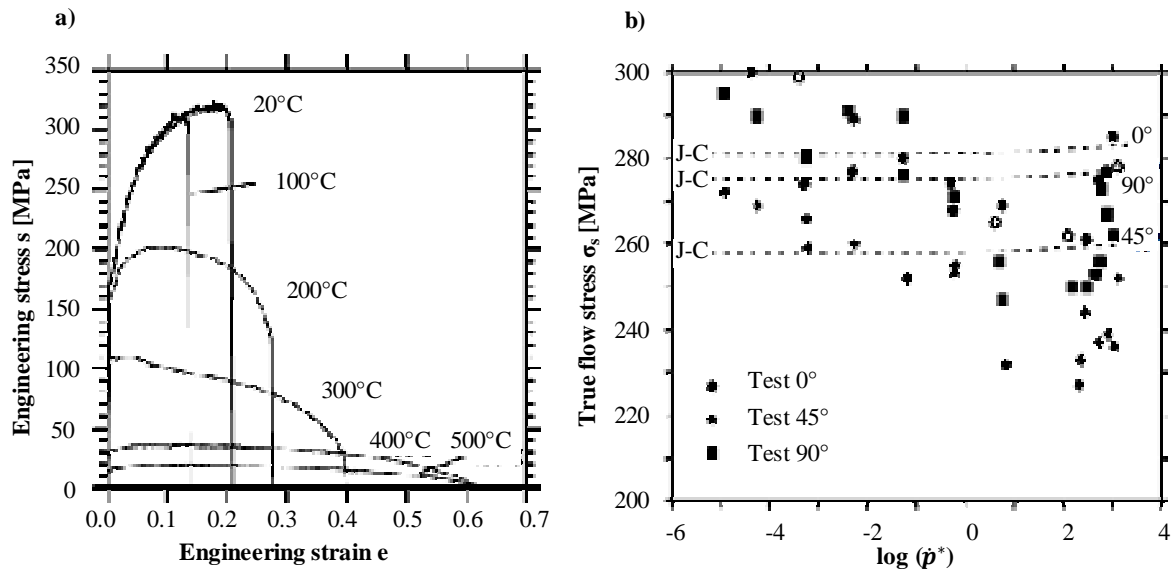 a)
Engineering stress s [MPa]
350
300
250
200
150
100
50
0
20°C
100°C
200°C
300°C
400°C
500°C
0.0 0.1 0.2 0.3 0.4 0.5 0.6 0.7
Engineering strain e
b)
True flow stress σs [MPa]
300
280
260
240
220
200
J-C
J-C
J-C
0°
90°
45°
Test 0°
Test 45°
Test 90°
-6 -4 -2 0 2 4
log (ṗ*)